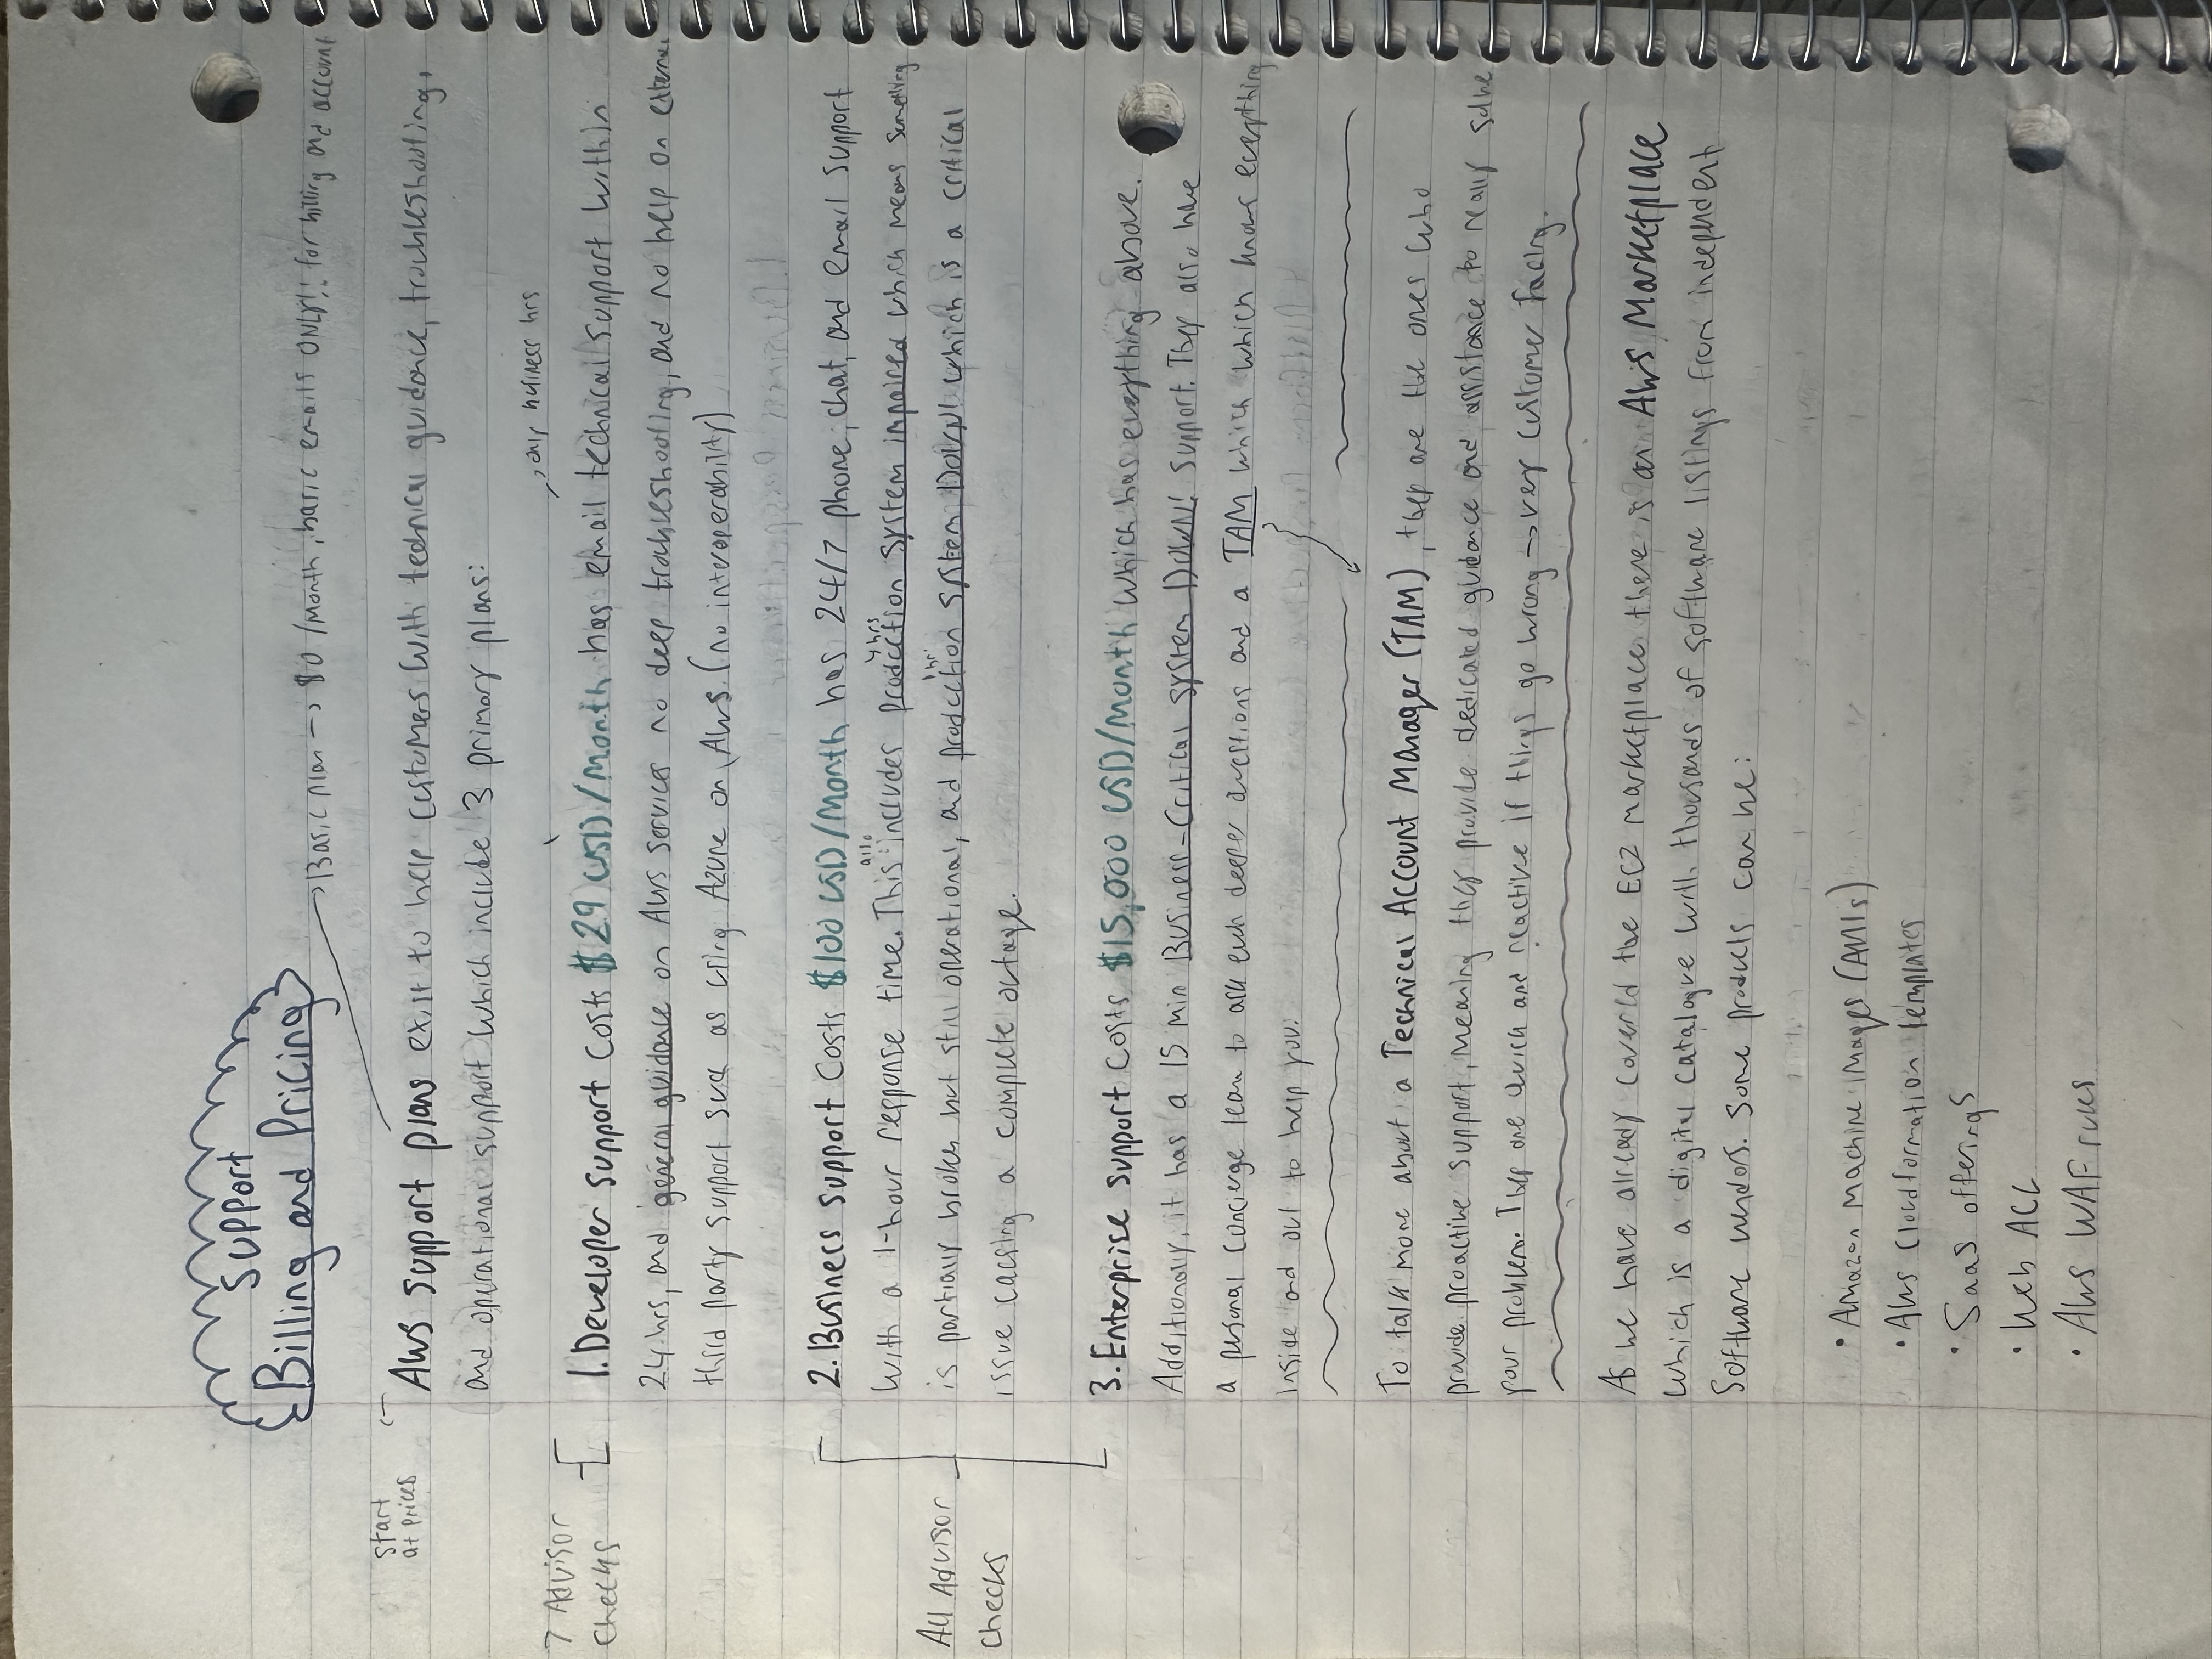 Support
Billing and Pricing
→ Basic plan → $0 /Month, basic emails ONLY!! for billing and account
start
at prices
AWS Support plans exist to help customers with technical guidance, troubleshooting,
and operational support which include 3 primary plans:
7 Advisor
Checks
→ only business hrs
1. Developer Support Costs $29 USD/Month has email technical support within
24 hrs, and general guidance on AWS services no deep troubleshooting, and no help on external
third party support such as using Azure on AWS (no interoperability)
2. Business support Costs $100 USD/Month has 24/7 phone, chat, and email support
also
4hrs
with a 1-hour response time. This includes production system impaired which means something
1hr
is partially broken but still operational, and production system DOWN! which is a critical
issue causing a complete outage.
All Advisor
Checks
3. Enterprise support Costs $15,000 USD/Month which has everything above.
Additionally, it has a 15 min Business-Critical system DOWN! support. They also have
a personal concierge team to ask even deeper questions and a TAM which which knows everything
inside and out to help you.
To talk more about a Technical Account Manager (TAM), they are the ones who
provide proactive support, meaning they provide dedicated guidance and assistance to really solve
your problem. They are quick and reactive if things go wrong → very customer facing.
As we have already covered the EC2 marketplace there is an AWS Marketplace
which is a digital catalogue with thousands of software listings from independent
Software vendors. Some products can be:
• Amazon Machine Images (AMIs)
• AWS Cloudformation templates
• SaaS offerings
• Web ACL
• AWS WAF rules